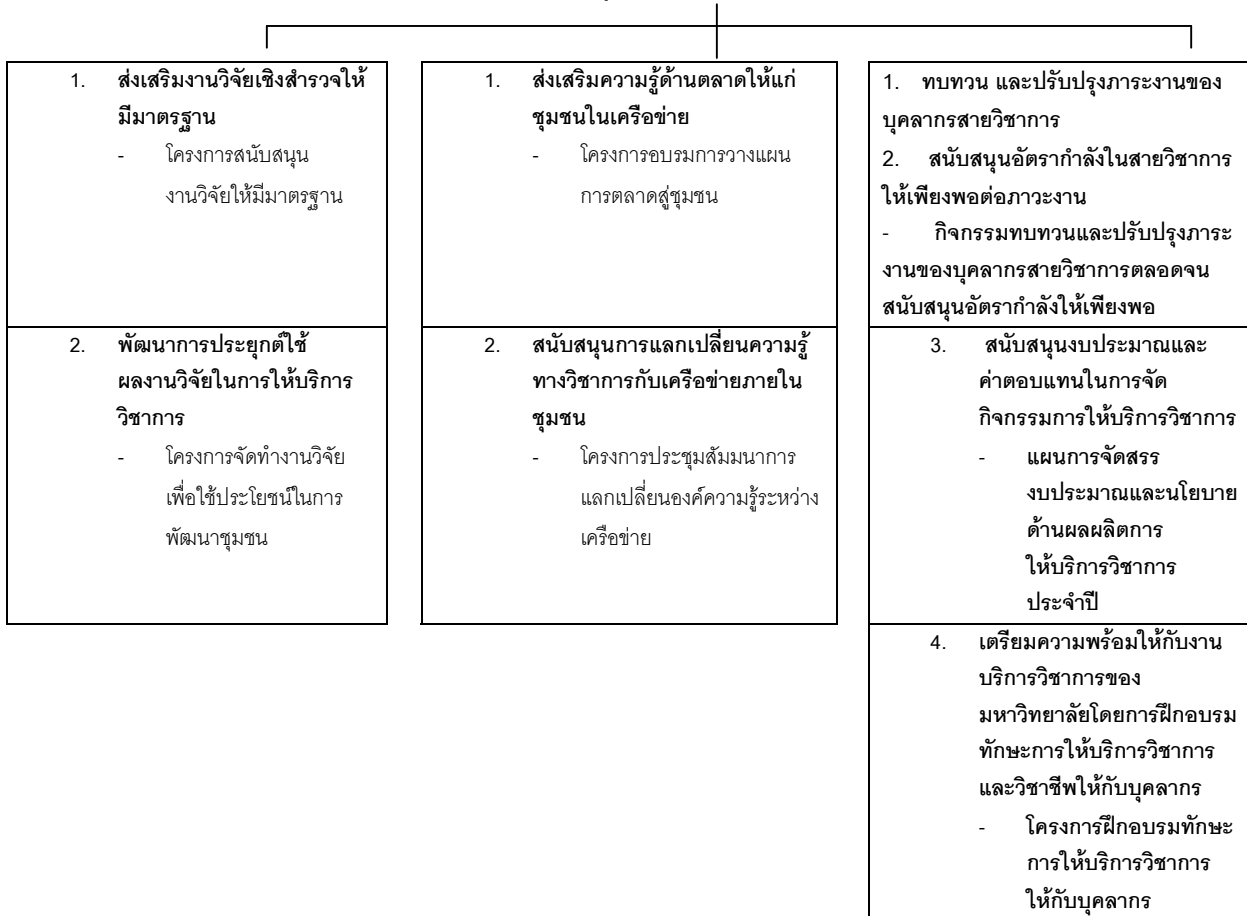 1. ส่งเสริมงานวิจัยเชิงสำรวจให้
มีมาตรฐาน
- โครงการสนับสนุน
งานวิจัยให้มีมาตรฐาน
2. พัฒนาการประยุกต์ใช้
ผลงานวิจัยในการให้บริการ
วิชาการ
- โครงการจัดทำงานวิจัย
เพื่อใช้ประโยชน์ในการ
พัฒนาชุมชน
1. ส่งเสริมความรู้ด้านตลาดให้แก่
ชุมชนในเครือข่าย
- โครงการอบรมการวางแผน
การตลาดสู่ชุมชน
2. สนับสนุนการแลกเปลี่ยนความรู้
ทางวิชาการกับเครือข่ายภายใน
ชุมชน
- โครงการประชุมสัมมนาการ
แลกเปลี่ยนองค์ความรู้ระหว่าง
เครือข่าย
1. ทบทวน และปรับปรุงภาระงานของ
บุคลากรสายวิชาการ
2. สนับสนุนอัตรากำลังในสายวิชาการ
ให้เพียงพอต่อภาวะงาน
- กิจกรรมทบทวนและปรับปรุงภาระ
งานของบุคลากรสายวิชาการตลอดจน
สนับสนุนอัตรากำลังให้เพียงพอ
3. สนับสนุนงบประมาณและ
ค่าตอบแทนในการจัด
กิจกรรมการให้บริการวิชาการ
- แผนการจัดสรร
งบประมาณและนโยบาย
ด้านผลผลิตการ
ให้บริการวิชาการ
ประจำปี
4. เตรียมความพร้อมให้กับงาน
บริการวิชาการของ
มหาวิทยาลัยโดยการฝึกอบรม
ทักษะการให้บริการวิชาการ
และวิชาชีพให้กับบุคลากร
- โครงการฝึกอบรมทักษะ
การให้บริการวิชาการ
ให้กับบุคลากร